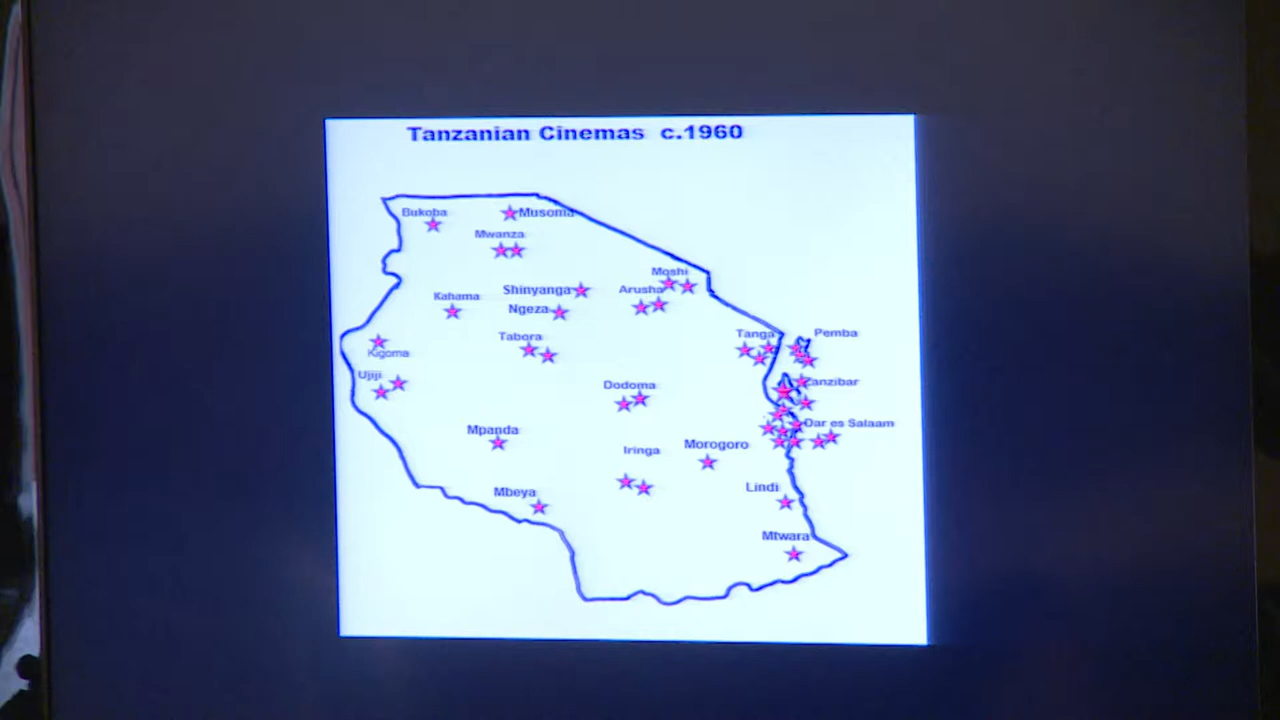 Tanzanian Cinemas c.1960
Bukoba
Musoma
Mwanza
Moshi
Shinyanga
Arusha
Kahama
Ngeza
Tanga
Pemba
Tabora
Kigoma
Ujiji
Zanzibar
Dodoma
Dar es Salaam
Mpanda
Morogoro
Iringa
Lindi
Mbeya
Mtwara